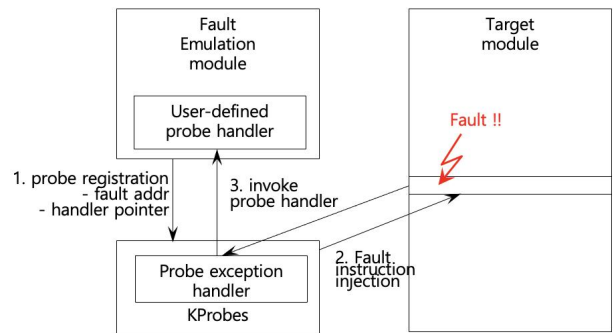 Fault
Emulation
module
User-defined
probe handler
Target
module
Fault !!
1. probe registration
- fault addr
- handler pointer
3. invoke
probe handler
2. Fault
instruction
injection
Probe exception
handler
KProbes